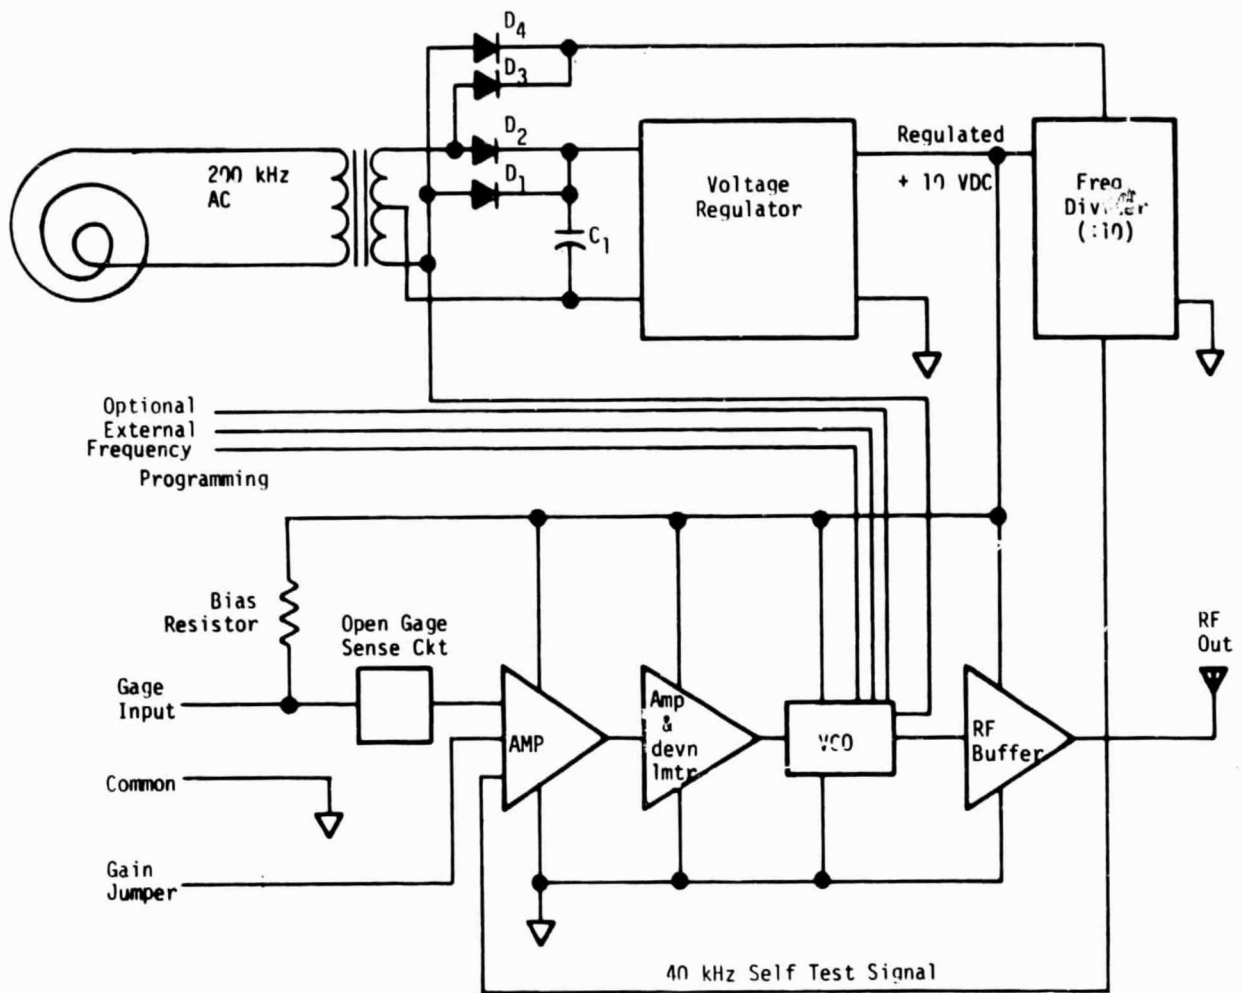 D4
D3
D2
D1
C1
200 kHz
AC
Voltage
Regulator
Regulated
+ 10 VDC
Freq
(:10)
Optional
External
Frequency
Programming
Bias
Resistor
Open Gage
Sense Ckt
Gage
Input
AMP
Amp
&
devn
lmtr
VCO
RF
Buffer
RF
Out
Common
Gain
Jumper
40 kHz Self Test Signal